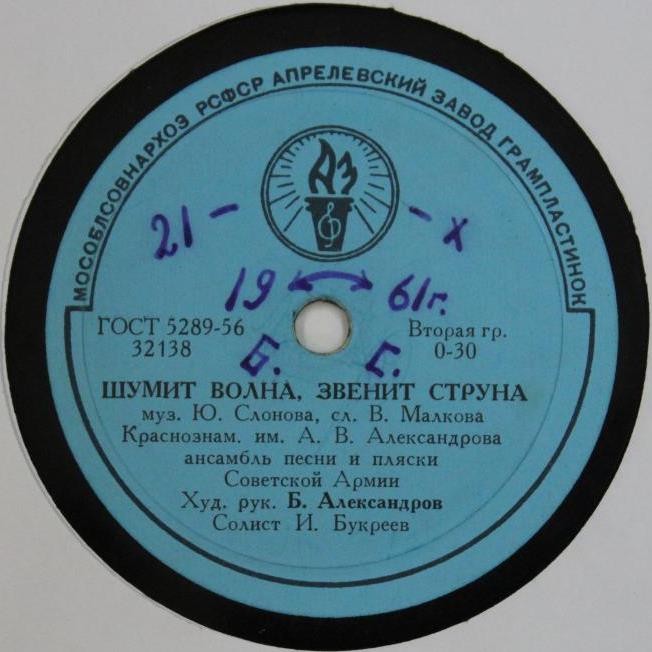 МОСОБЛСОВНАРХОЗ РСФСР АПРЕЛЕВСКИЙ ЗАВОД ГРАМПЛАСТИНОК
АЗ
21 - - X
19 61г.
ГОСТ 5289-56 Вторая гр.
32138 0-30
Б. С.
ШУМИТ ВОЛНА, ЗВЕНИТ СТРУНА
муз. Ю. Слонова, сл. В. Малкова
Краснознам. им. А. В. Александрова
ансамбль песни и пляски
Советской Армии
Худ. рук. Б. Александров
Солист И. Букреев